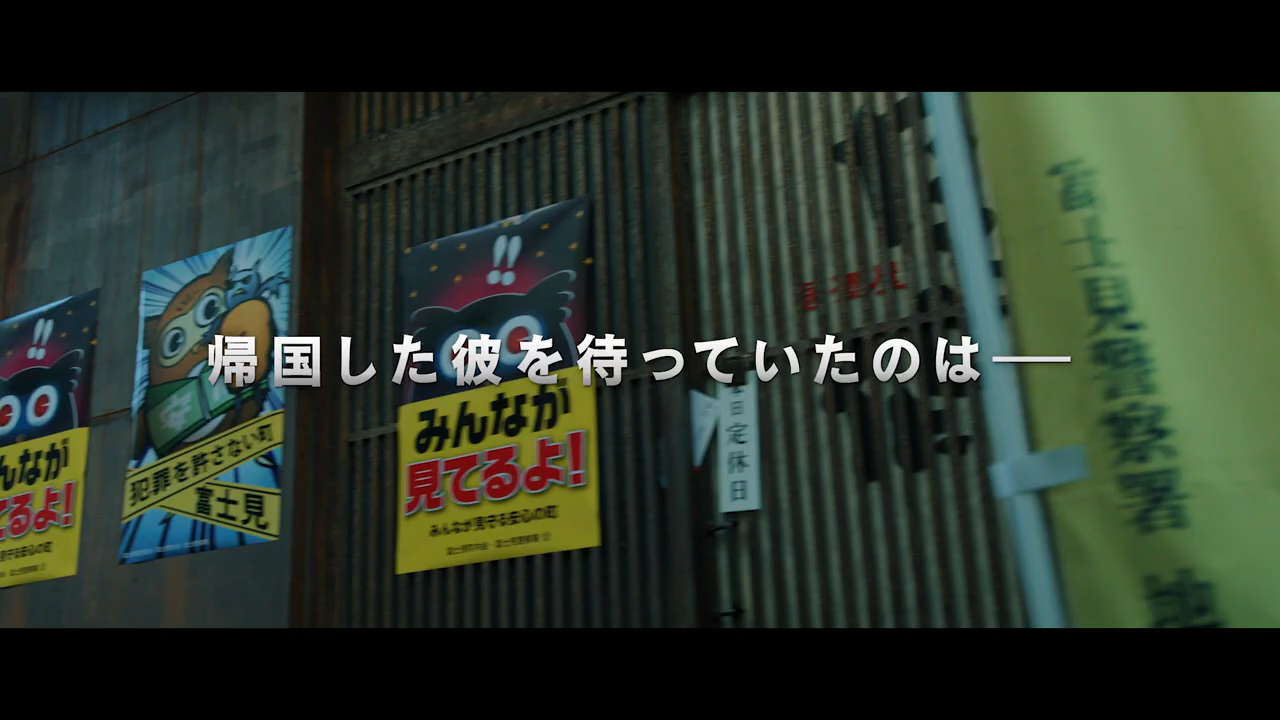 帰国した彼を待っていたのは──
!!
んなが
てるよ!
犯罪を許さない町
富士見
!!
みんなが
見てるよ!
みんなが見守る安心の町
定休日
富士見警察署 地